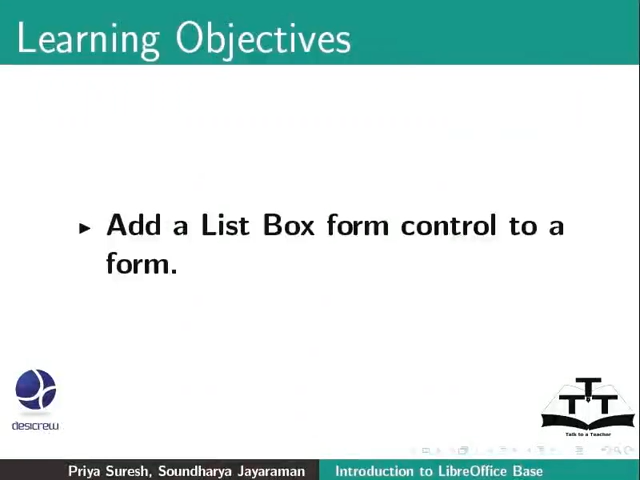 Learning Objectives
▶ Add a List Box form control to a
form.
desicrew
TTT
Talk to a Teacher
Priya Suresh, Soundharya Jayaraman
Introduction to LibreOffice Base